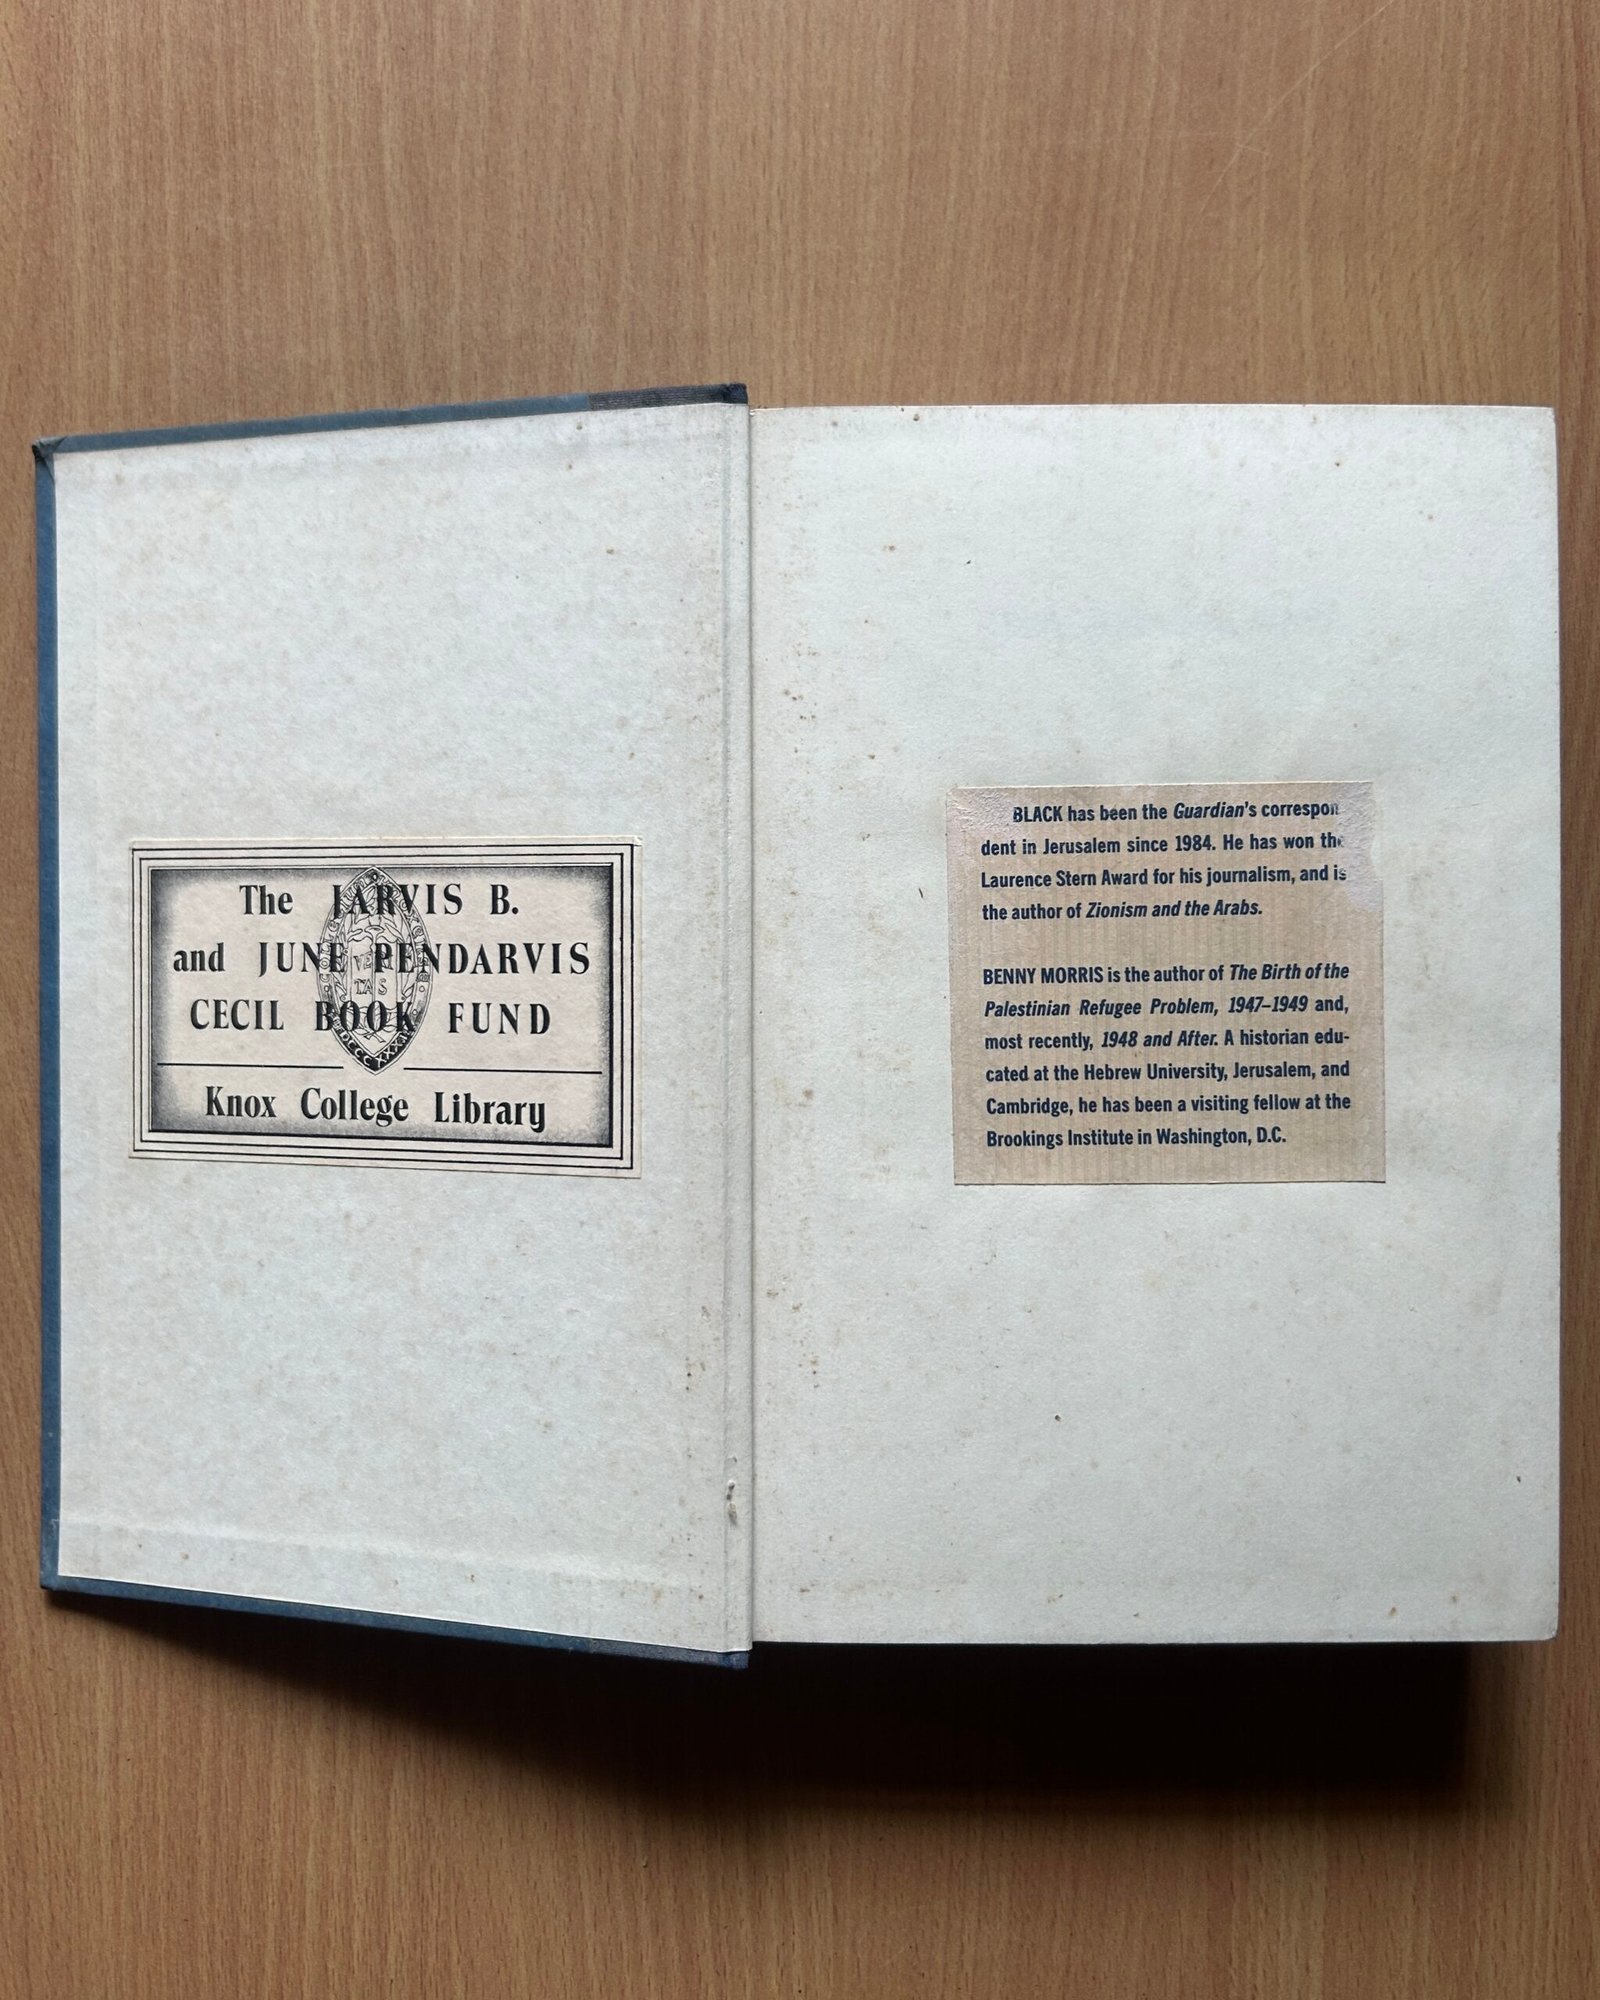 The JARVIS B.
and JUNE PENDARVIS
CECIL BOOK FUND
VERI
TAS
Knox College Library
BLACK has been the Guardian's correspon
dent in Jerusalem since 1984. He has won the
Laurence Stern Award for his journalism, and is
the author of Zionism and the Arabs.
BENNY MORRIS is the author of The Birth of the
Palestinian Refugee Problem, 1947–1949 and,
most recently, 1948 and After. A historian edu-
cated at the Hebrew University, Jerusalem, and
Cambridge, he has been a visiting fellow at the
Brookings Institute in Washington, D.C.